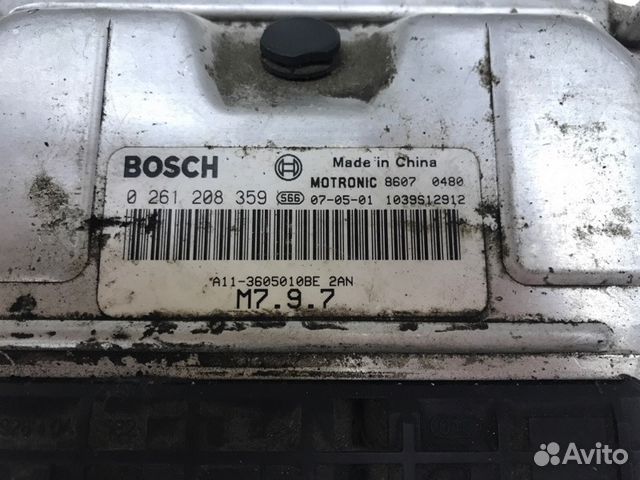 BOSCH
Made in China
MOTRONIC 8607 0480
0 261 208 359 S66 07-05-01 1039S12912
A11-3605010BE 2AN
M7.9.7
Avito